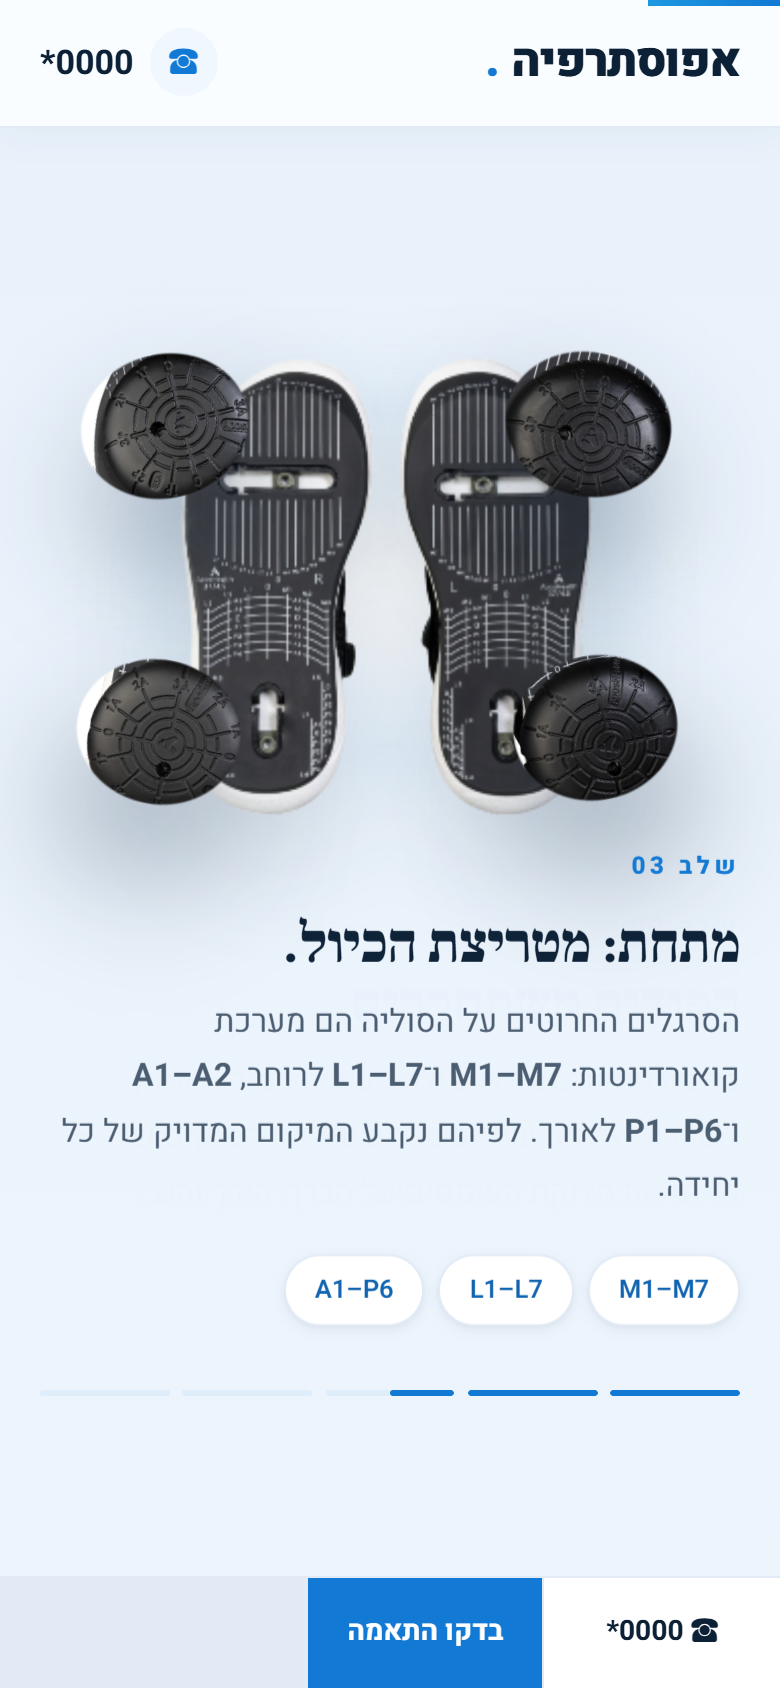 אפוסתרפיה.
☎ *0000
R
L
שלב 03
מתחת: מטריצת הכיול.
הסרגלים החרוטים על הסוליה הם מערכת
קואורדינטות: M1–M7 ו־L1–L7 לרוחב, A1–A2
ו־P1–P6 לאורך. לפיהם נקבע המיקום המדויק של כל
יחידה.
M1–M7
L1–L7
A1–P6
☎ *0000
בדקו התאמה